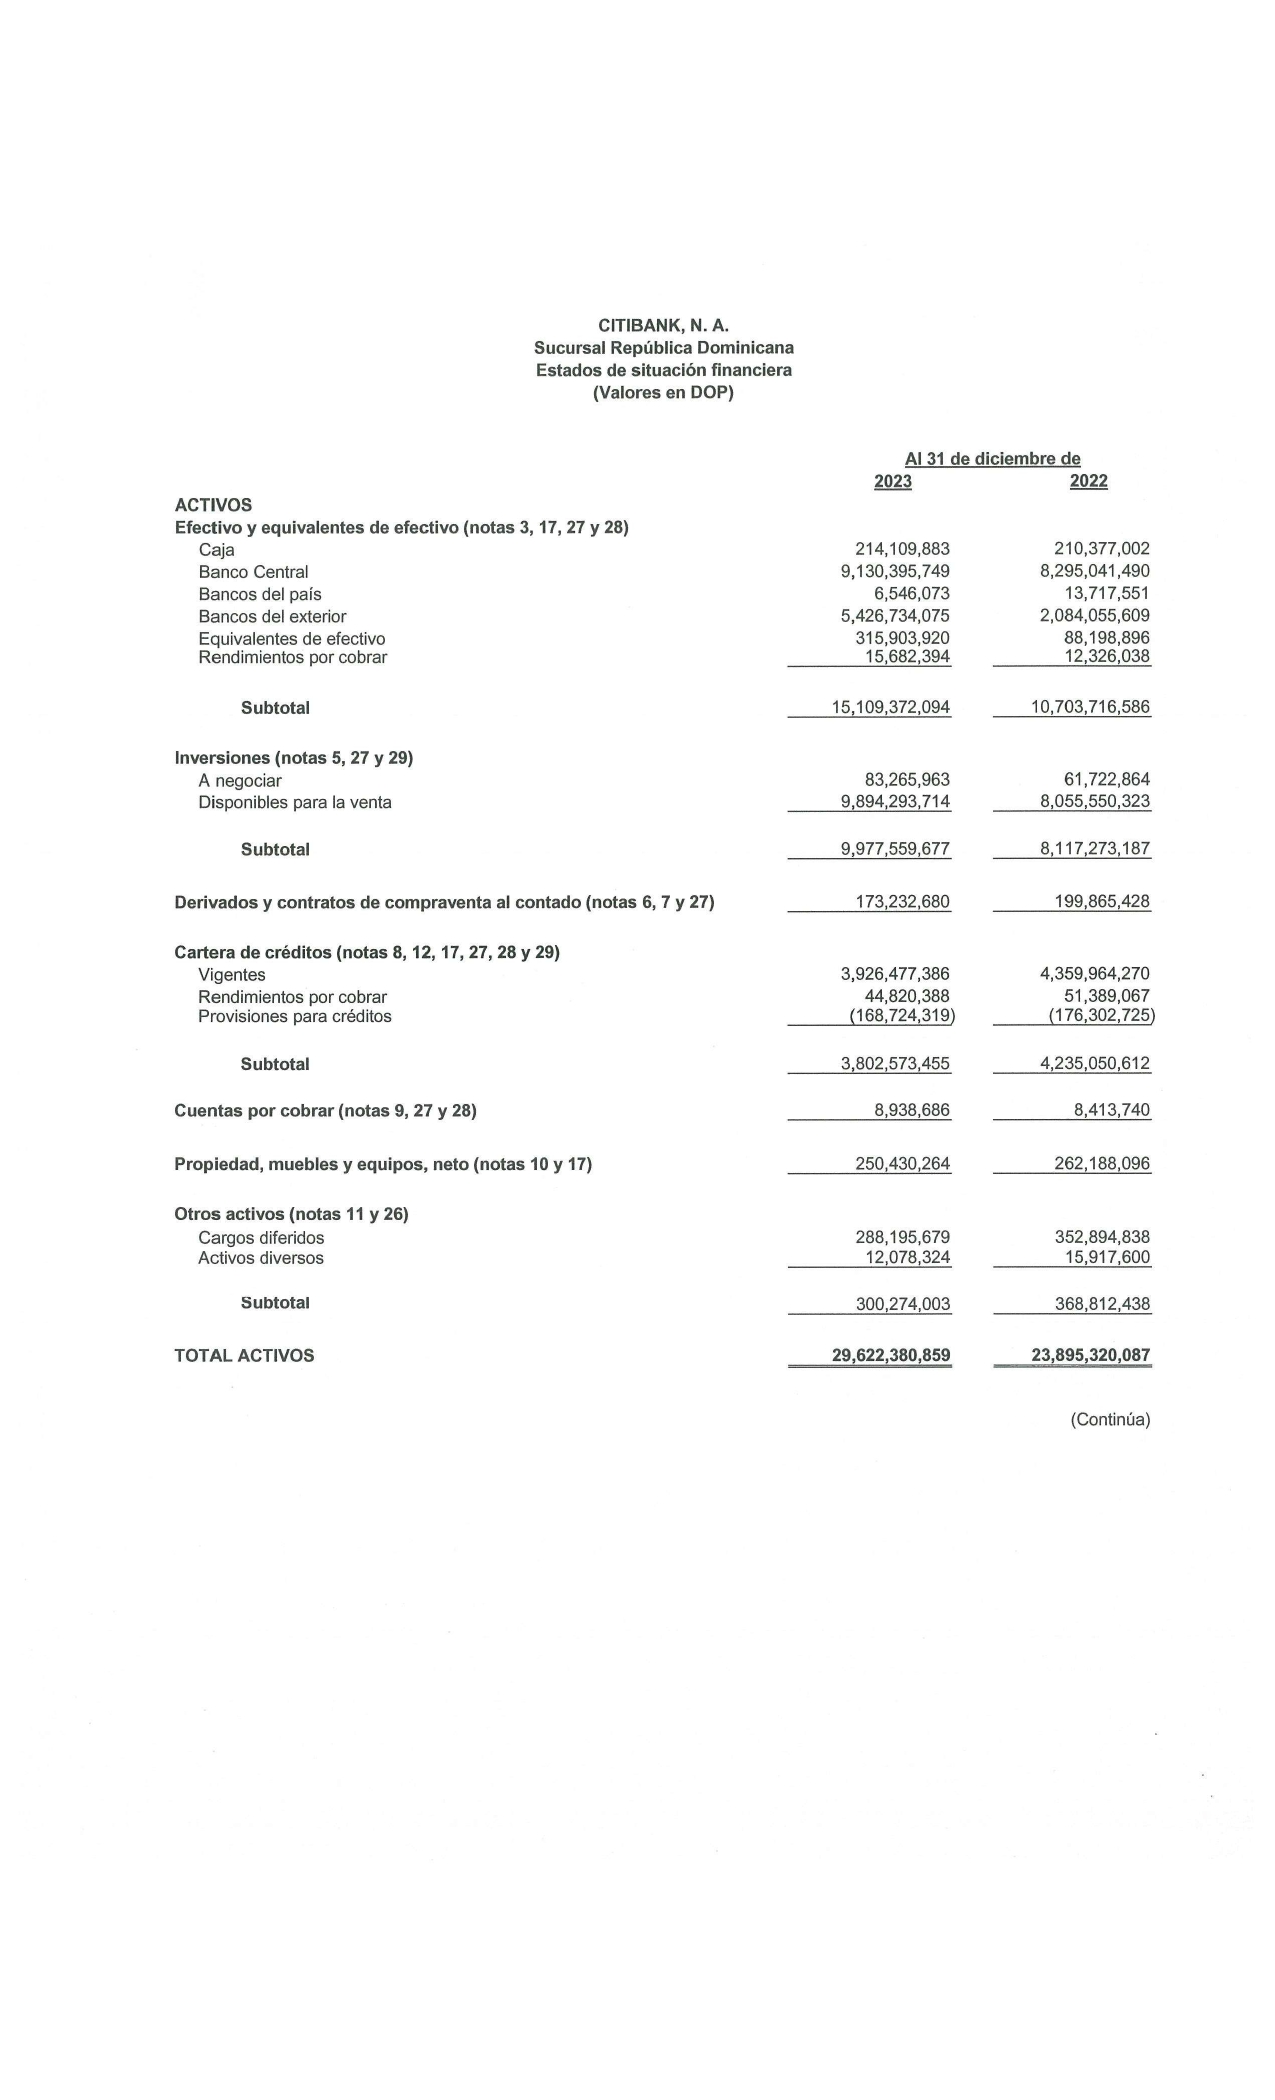 CITIBANK, N. A.
Sucursal República Dominicana
Estados de situación financiera
(Valores en DOP)
Al 31 de diciembre de
2023 2022
ACTIVOS
Efectivo y equivalentes de efectivo (notas 3, 17, 27 y 28)
Caja 214,109,883 210,377,002
Banco Central 9,130,395,749 8,295,041,490
Bancos del país 6,546,073 13,717,551
Bancos del exterior 5,426,734,075 2,084,055,609
Equivalentes de efectivo 315,903,920 88,198,896
Rendimientos por cobrar 15,682,394 12,326,038
Subtotal 15,109,372,094 10,703,716,586
Inversiones (notas 5, 27 y 29)
A negociar 83,265,963 61,722,864
Disponibles para la venta 9,894,293,714 8,055,550,323
Subtotal 9,977,559,677 8,117,273,187
Derivados y contratos de compraventa al contado (notas 6, 7 y 27) 173,232,680 199,865,428
Cartera de créditos (notas 8, 12, 17, 27, 28 y 29)
Vigentes 3,926,477,386 4,359,964,270
Rendimientos por cobrar 44,820,388 51,389,067
Provisiones para créditos (168,724,319) (176,302,725)
Subtotal 3,802,573,455 4,235,050,612
Cuentas por cobrar (notas 9, 27 y 28) 8,938,686 8,413,740
Propiedad, muebles y equipos, neto (notas 10 y 17) 250,430,264 262,188,096
Otros activos (notas 11 y 26)
Cargos diferidos 288,195,679 352,894,838
Activos diversos 12,078,324 15,917,600
Subtotal 300,274,003 368,812,438
TOTAL ACTIVOS 29,622,380,859 23,895,320,087
(Continúa)